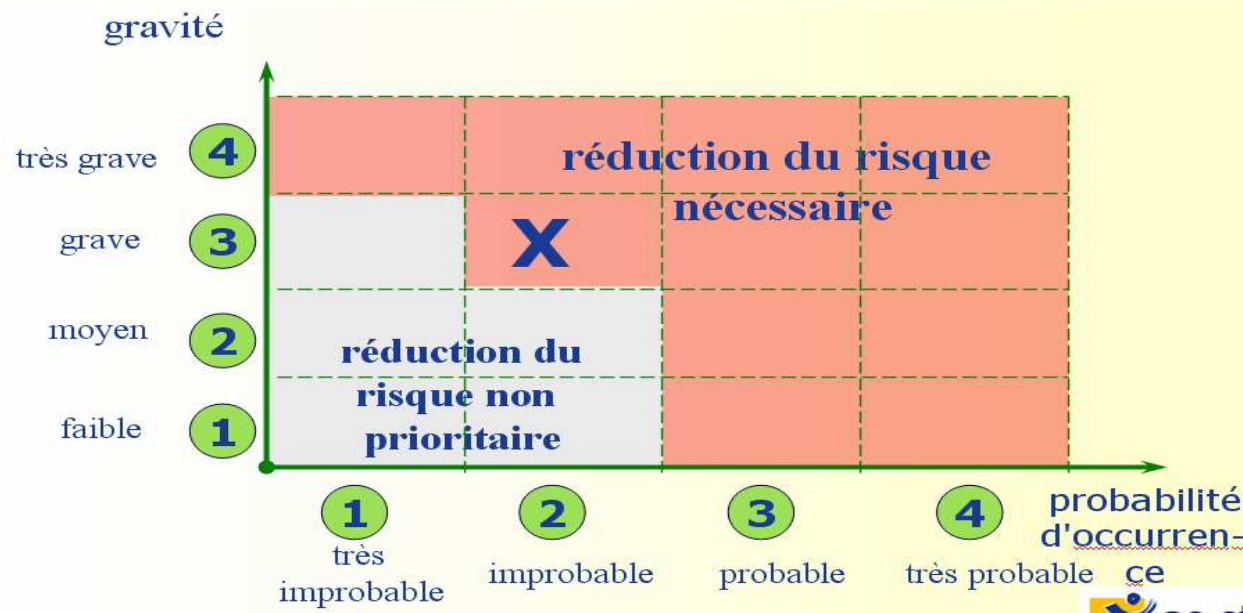 gravité
très grave
4
réduction du risque
nécessaire
grave
3
X
moyen
2
réduction du
risque non
prioritaire
faible
1
1
2
3
4
très
improbable
improbable
probable
très probable
probabilité
d'occurren-
ce